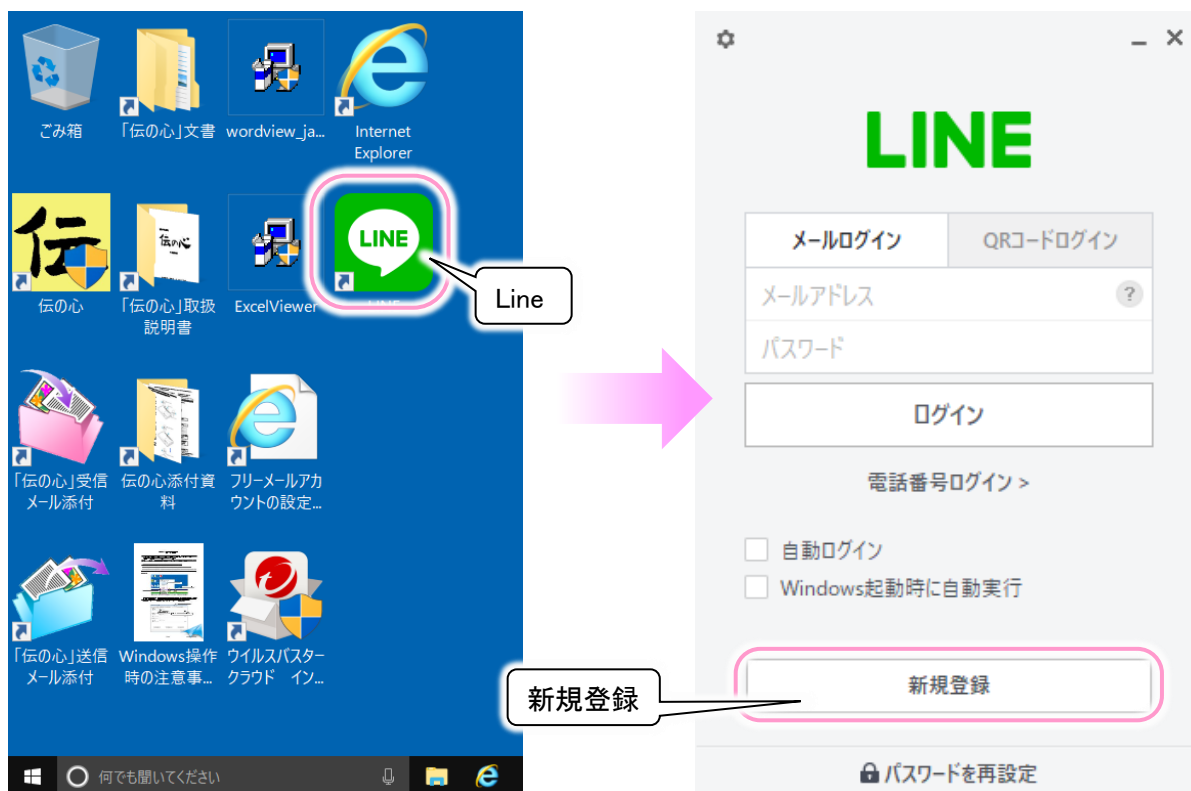 ごみ箱
「伝の心」文書
wordview_ja...
Internet
Explorer
伝の心
「伝の心」取扱
説明書
ExcelViewer
LINE
Line
「伝の心」受信
メール添付
伝の心添付資
料
フリーメールアカ
ウントの設定...
「伝の心」送信
メール添付
Windows操作
時の注意事...
ウイルスバスター
クラウド イン...
何でも聞いてください
LINE
メールログイン
QRコードログイン
メールアドレス
?
パスワード
ログイン
電話番号ログイン >
自動ログイン
Windows起動時に自動実行
新規登録
新規登録
パスワードを再設定